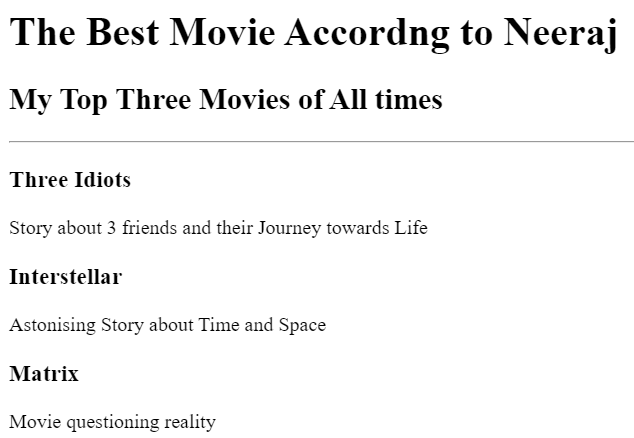 The Best Movie Accordng to Neeraj
My Top Three Movies of All times
Three Idiots
Story about 3 friends and their Journey towards Life
Interstellar
Astonising Story about Time and Space
Matrix
Movie questioning reality